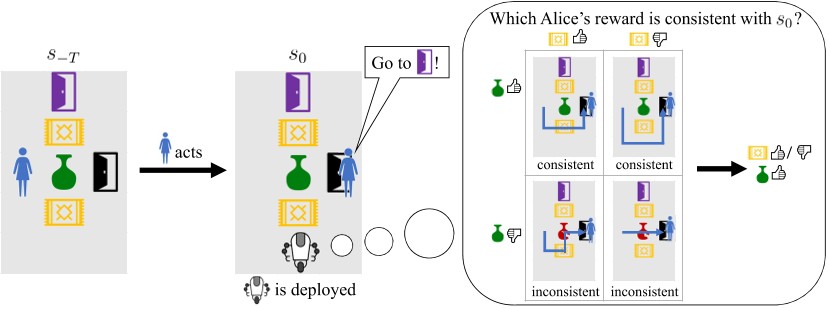 s_{-T}
acts
s_0
Go to !
is deployed
Which Alice's reward is consistent with s_0?
consistent
consistent
inconsistent
inconsistent
/